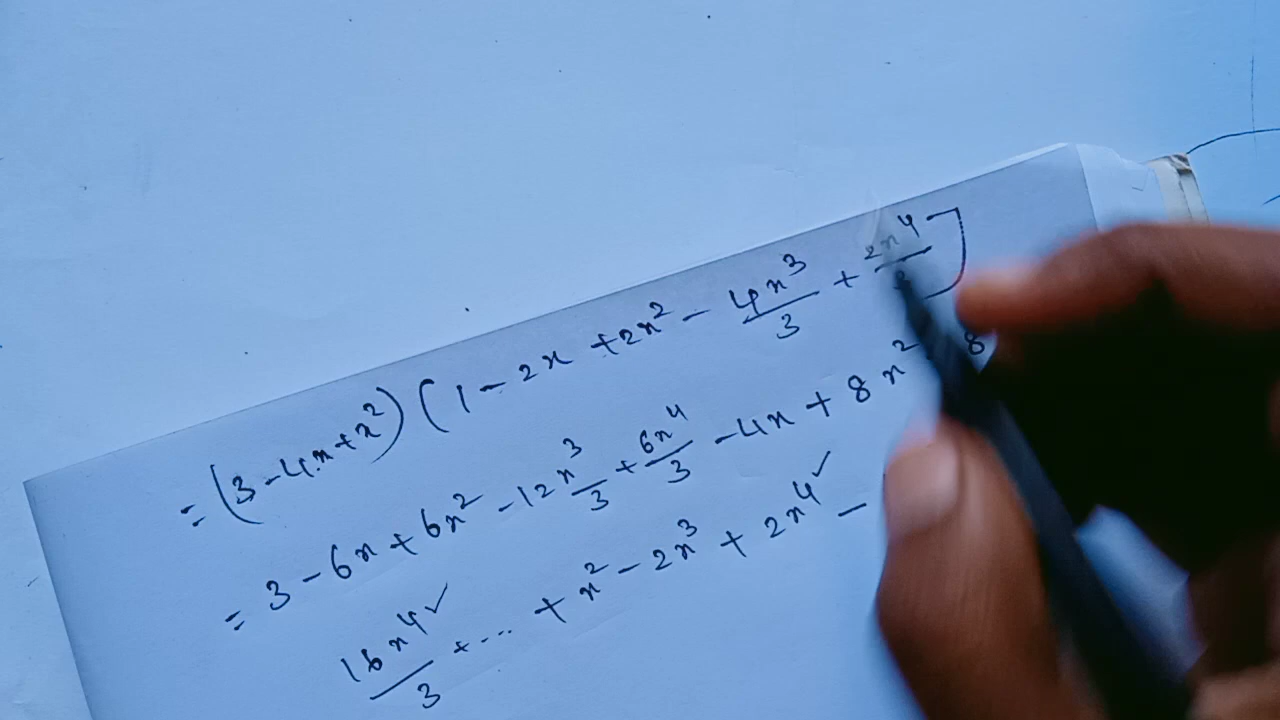 = (3-4x+x²) (1-2x+2x²-4x³/3+2x⁴/
= 3-6x+6x²-12x³/3+6x⁴/3-4x+8x² 8
16x⁴/3 ✓ +... +x²-2x³+2x⁴ ✓ -